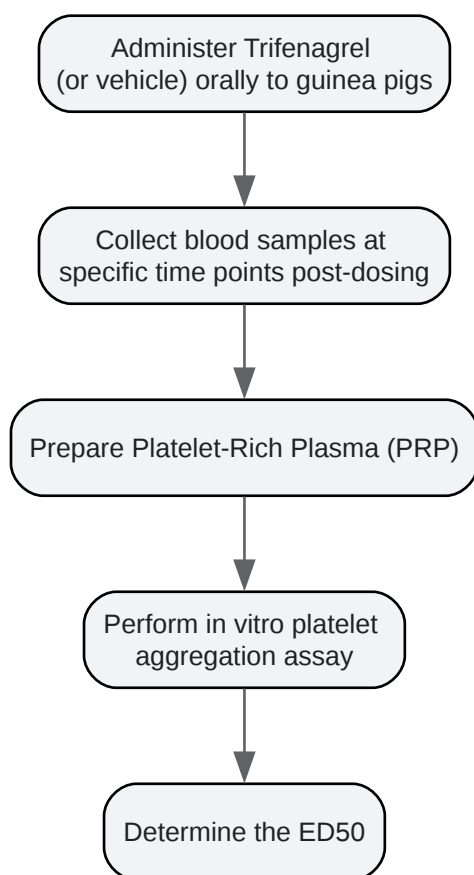 Administer Trifenagrel
(or vehicle) orally to guinea pigs
Collect blood samples at
specific time points post-dosing
Prepare Platelet-Rich Plasma (PRP)
Perform in vitro platelet
aggregation assay
Determine the ED50